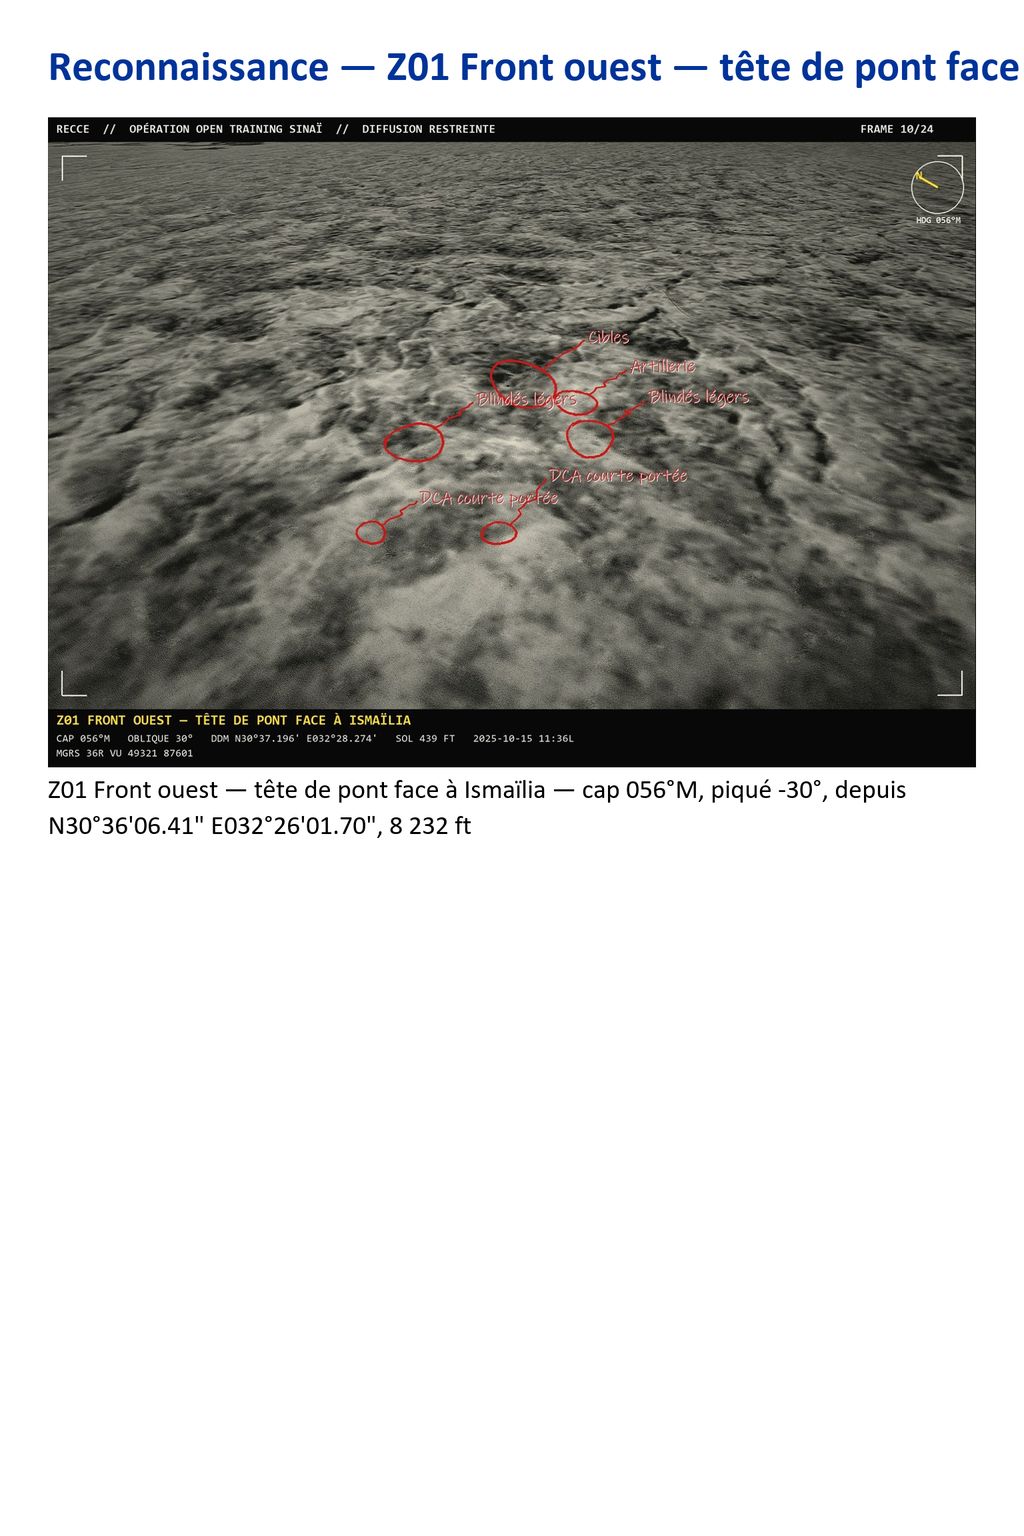 Reconnaissance — Z01 Front ouest — tête de pont face
RECCE // OPÉRATION OPEN TRAINING SINAÏ // DIFFUSION RESTREINTE FRAME 10/24
N
HDG 056°M
Cibles
Artillerie
Blindés légers
Blindés légers
DCA courte portée
DCA courte portée
Z01 FRONT OUEST — TÊTE DE PONT FACE À ISMAÏLIA
CAP 056°M OBLIQUE 30° DDM N30°37.196' E032°28.274' SOL 439 FT 2025-10-15 11:36L
MGRS 36R VU 49321 87601
Z01 Front ouest — tête de pont face à Ismaïlia — cap 056°M, piqué -30°, depuis
N30°36'06.41" E032°26'01.70", 8 232 ft